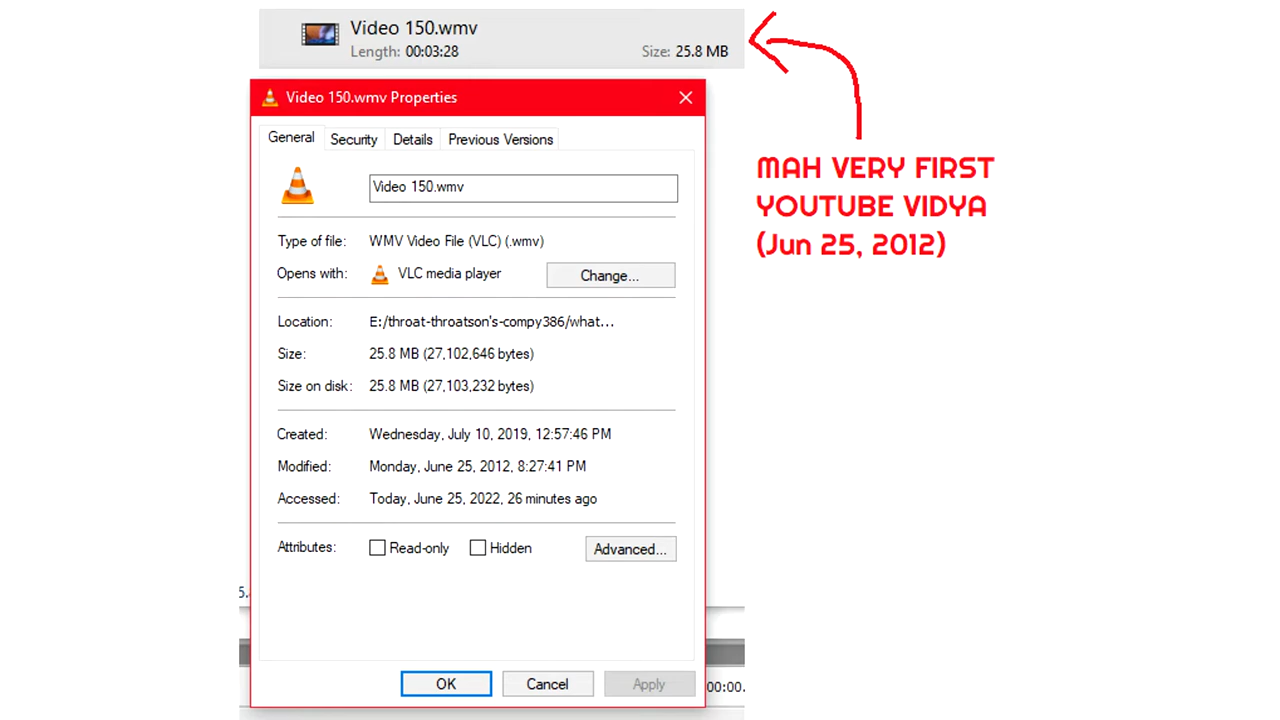 Video 150.wmv
Length: 00:03:28 Size: 25.8 MB
Video 150.wmv Properties
General Security Details Previous Versions
Video 150.wmv
Type of file: WMV Video File (VLC) (.wmv)
Opens with: VLC media player Change...
Location: E:/throat-throatson's-compy386/what...
Size: 25.8 MB (27,102,646 bytes)
Size on disk: 25.8 MB (27,103,232 bytes)
Created: Wednesday, July 10, 2019, 12:57:46 PM
Modified: Monday, June 25, 2012, 8:27:41 PM
Accessed: Today, June 25, 2022, 26 minutes ago
Attributes: Read-only Hidden Advanced...
OK Cancel Apply
00:00.
MAH VERY FIRST
YOUTUBE VIDYA
(Jun 25, 2012)